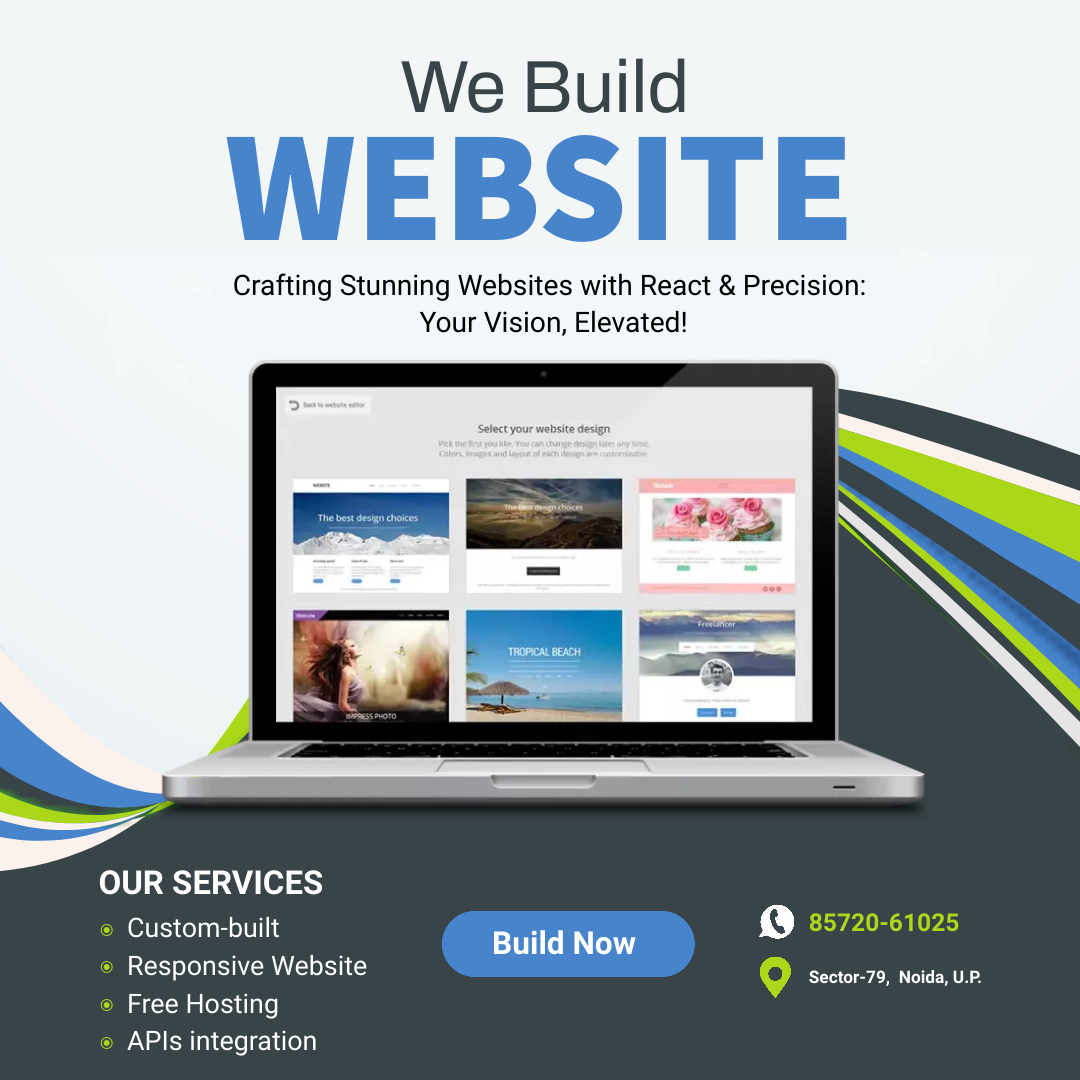 We Build
WEBSITE
Crafting Stunning Websites with React & Precision:
Your Vision, Elevated!
Back to website editor
Select your website design
Pick the first you like. You can change design later any time.
Colors, images and layout of each design are customizable.
WEBSITE
The best design choices
The best design choices
Website
IMPRESS PHOTO
TROPICAL BEACH
Freelancer
OUR SERVICES
Custom-built
Responsive Website
Free Hosting
APIs integration
Build Now
85720-61025
Sector-79, Noida, U.P.